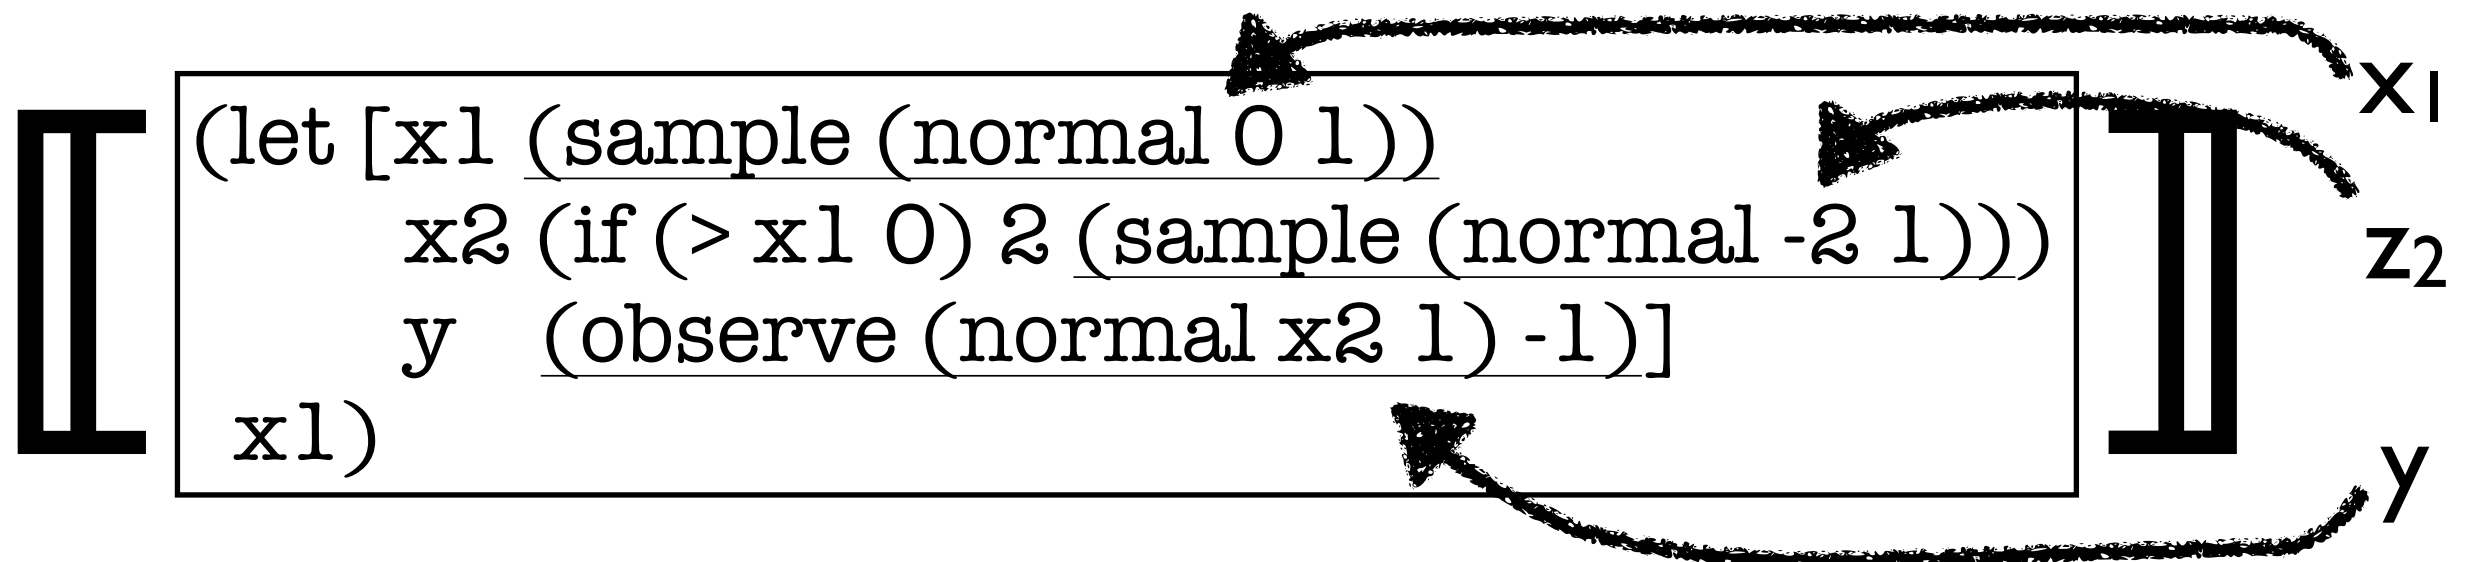 (let [x1 (sample (normal 0 1))
x2 (if (> x1 0) 2 (sample (normal -2 1)))
y (observe (normal x2 1) -1)]
x1)
x1
z2
y